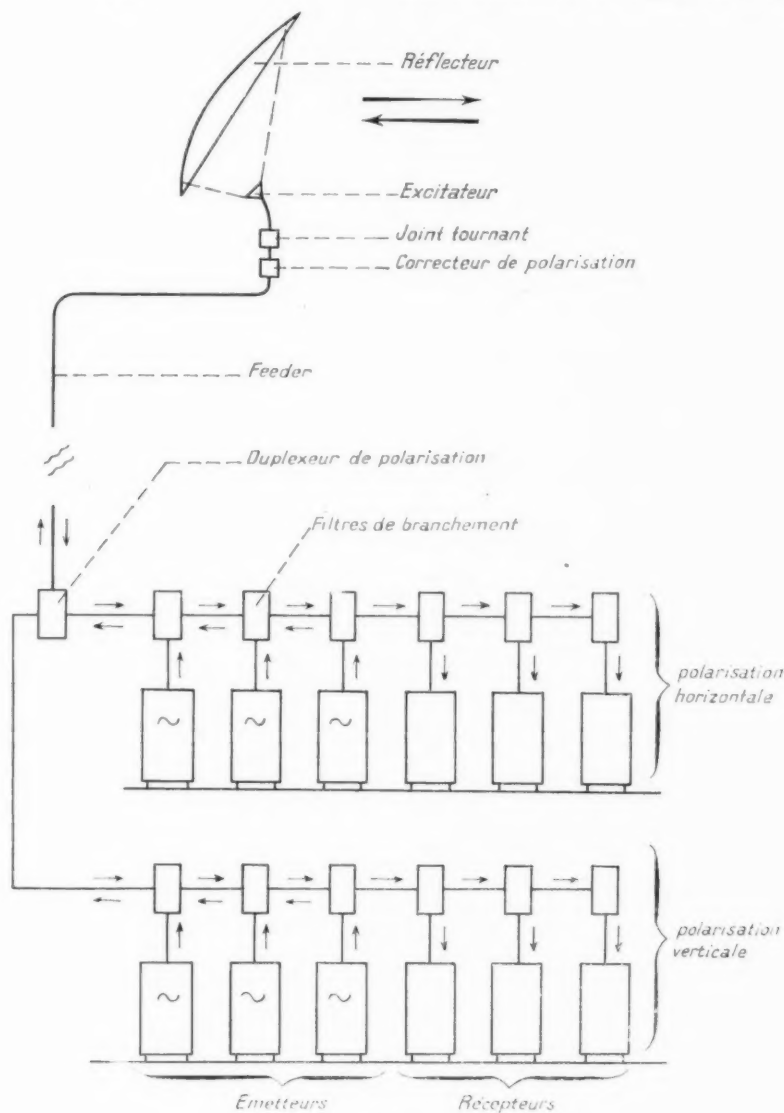 Réflecteur
Excitateur
Joint tournant
Correcteur de polarisation
Feeder
Duplexeur de polarisation
Filtres de branchement
polarisation
horizontale
polarisation
verticale
Emetteurs
Récepteurs